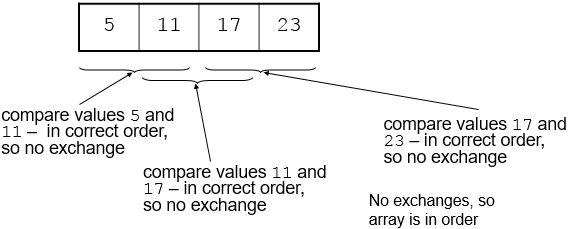 5 11 17 23
compare values 5 and
11 – in correct order,
so no exchange
compare values 11 and
17 – in correct order,
so no exchange
compare values 17 and
23 – in correct order,
so no exchange
No exchanges, so
array is in order